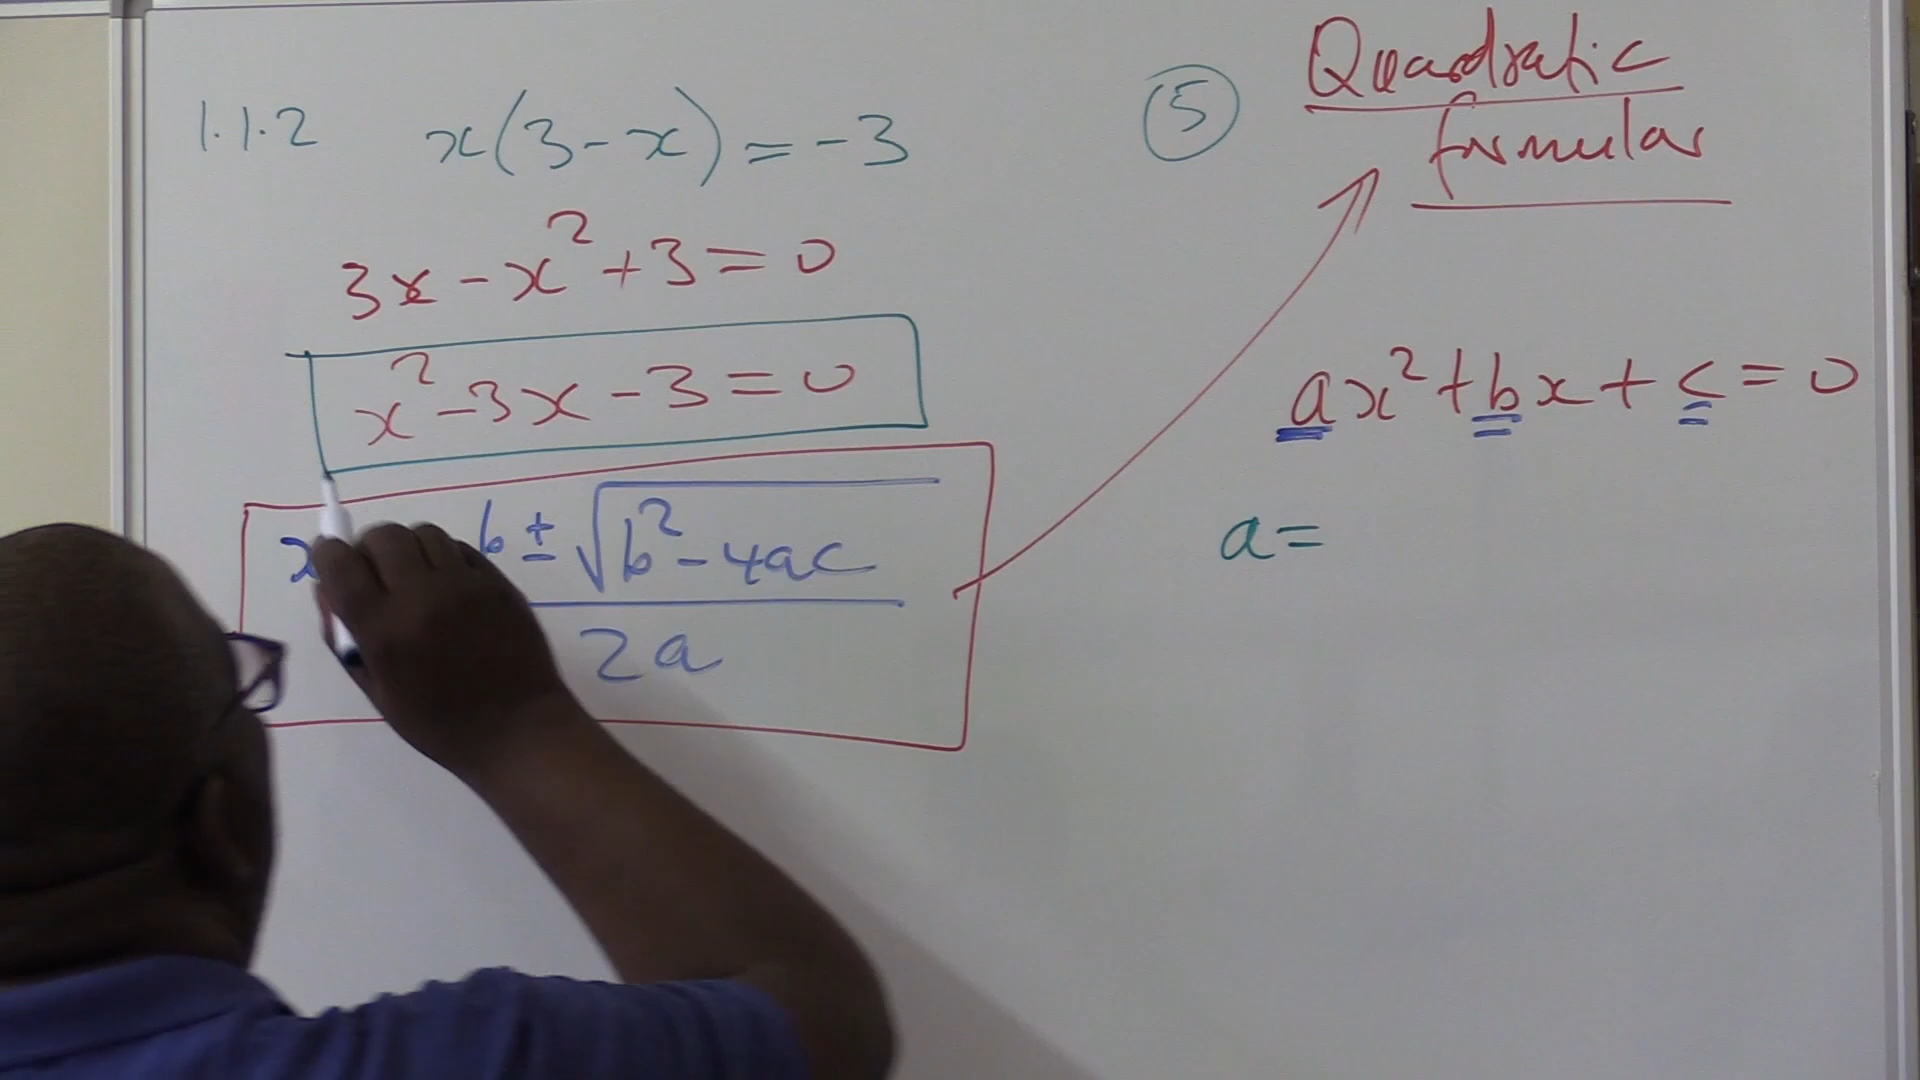 1.1.2 x(3-x) = -3
3x - x² + 3 = 0
x² - 3x - 3 = 0
x b ± √b² - 4ac
2a
5
Quadratic
formular
ax² + bx + c = 0
a =